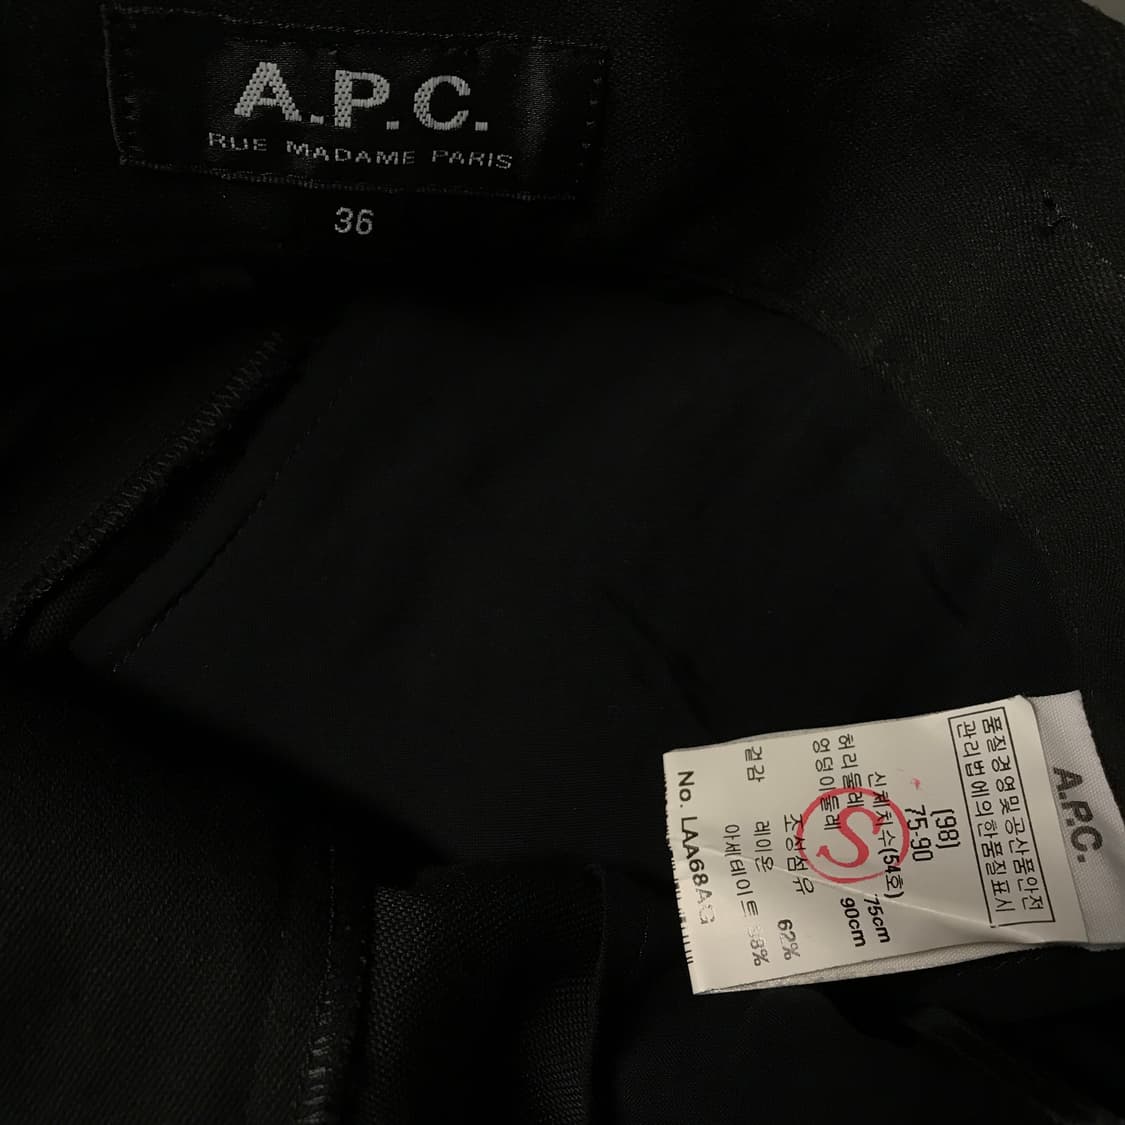 A.P.C.
RUE MADAME PARIS
36
A.P.C.
품질경영및공산품안전
관리법에의한품질표시
(98)
75-90
신체치수(54호)
허리둘레 75cm
엉덩이둘레 90cm
S
조성섬유
겉감 레이온 62%
아세테이트 38%
No. LAA68AG